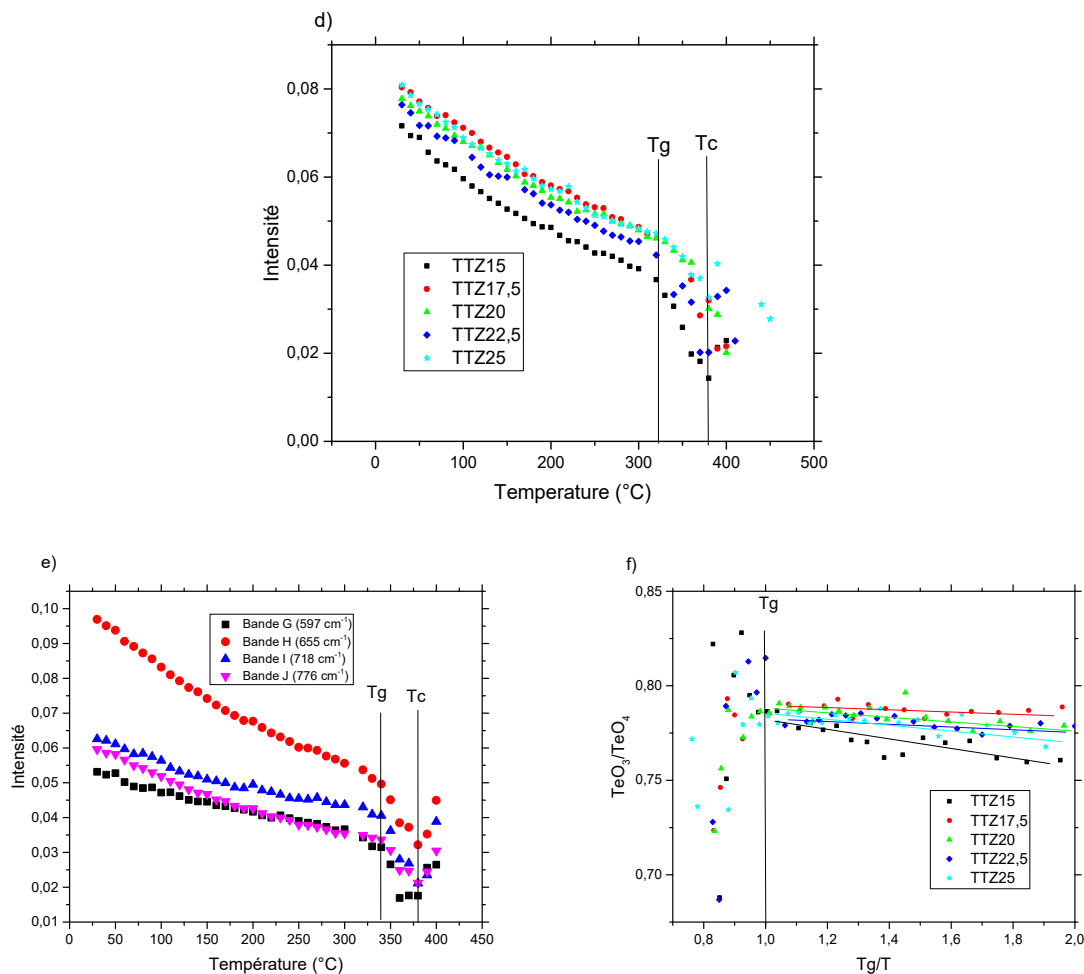 d)
0,08
0,06
0,04
0,02
0,00
Intensité
Tg
Tc
TTZ15
TTZ17,5
TTZ20
TTZ22,5
TTZ25
0 100 200 300 400 500
Temperature (°C)
e)
0,10
0,09
0,08
0,07
0,06
0,05
0,04
0,03
0,02
0,01
Intensité
Bande G (597 cm-1)
Bande H (655 cm-1)
Bande I (718 cm-1)
Bande J (776 cm-1)
Tg
Tc
0 50 100 150 200 250 300 350 400 450
Température (°C)
f)
0,85
0,80
0,75
0,70
TeO3/TeO4
Tg
TTZ15
TTZ17,5
TTZ20
TTZ22,5
TTZ25
0,8 1,0 1,2 1,4 1,6 1,8 2,0
Tg/T